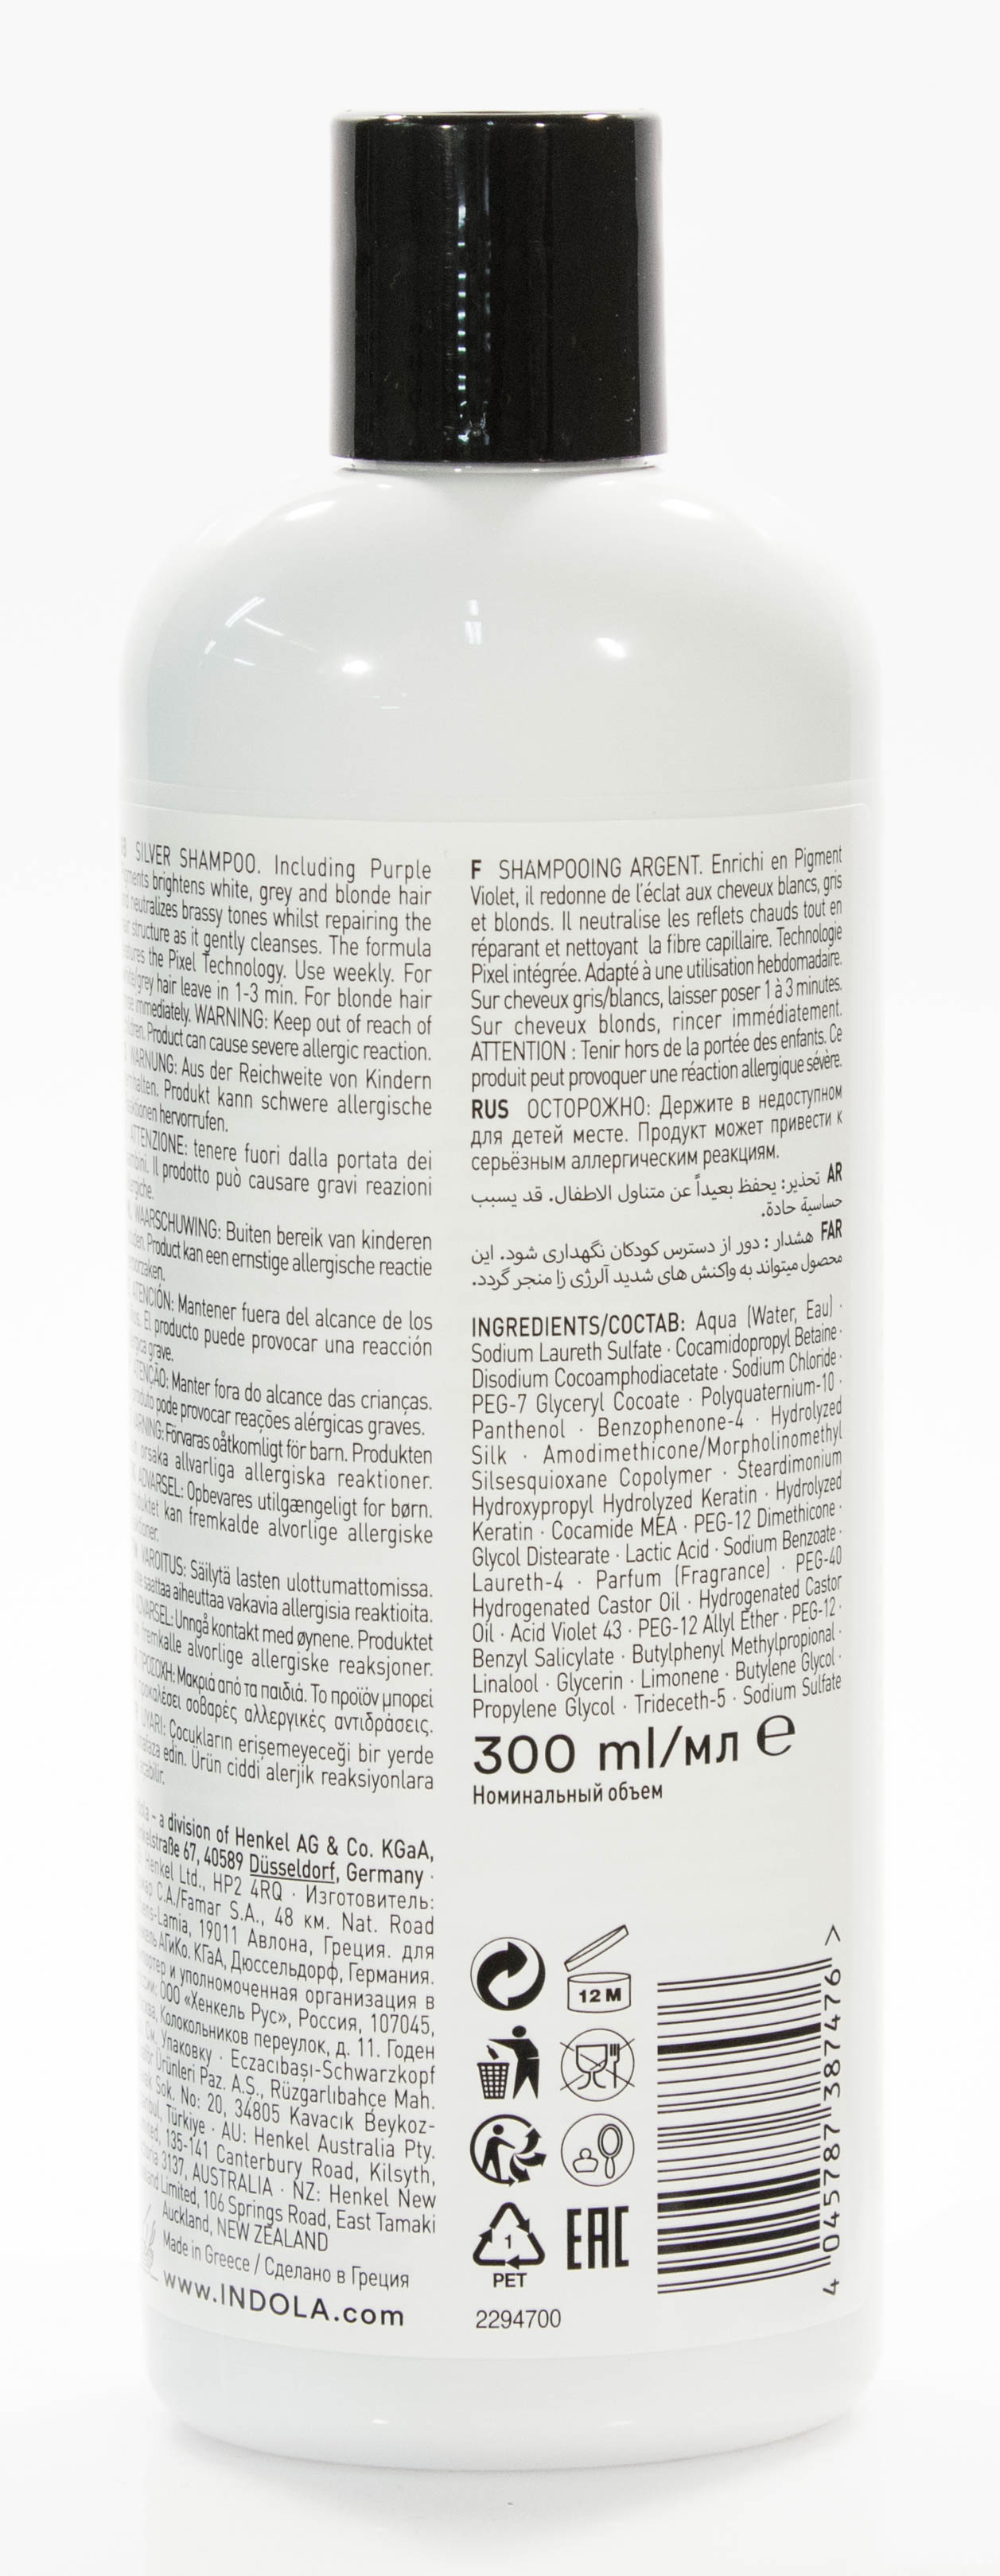 SILVER SHAMPOO. Including Purple
brightens white, grey and blonde hair
neutralizes brassy tones whilst repairing the
structure as it gently cleanses. The formula
the Pixel Technology. Use weekly. For
hair leave in 1-3 min. For blonde hair
immediately. WARNING: Keep out of reach of
Product can cause severe allergic reaction.
WARNUNG: Aus der Reichweite von Kindern
Produkt kann schwere allergische
hervorrufen.
ATTENZIONE: tenere fuori dalla portata dei
Il prodotto può causare gravi reazioni
WAARSCHUWING: Buiten bereik van kinderen
Product kan een ernstige allergische reactie
ATENCIÓN: Mantener fuera del alcance de los
El producto puede provocar una reacción
grave.
Manter fora do alcance das crianças.
pode provocar reações alérgicas graves.
Förvaras oåtkomligt för barn. Produkten
orsaka allvarliga allergiska reaktioner.
ADVARSEL: Opbevares utilgængeligt for børn.
kan fremkalde alvorlige allergiske
VAROITUS: Säilytä lasten ulottumattomissa.
saattaa aiheuttaa vakavia allergisia reaktioita.
Unngå kontakt med øynene. Produktet
alvorlige allergiske reaksjoner.
Μακριά από τα παιδιά. Το προϊόν μπορεί
σοβαρές αλλεργικές αντιδράσεις.
Çocukların erişemeyeceği bir yerde
edin. Ürün ciddi alerjik reaksiyonlara
– a division of Henkel AG & Co. KGaA,
67, 40589 Düsseldorf, Germany ·
Henkel Ltd., HP2 4RQ · Изготовитель:
C.A./Famar S.A., 48 км. Nat. Road
19011 Авлона, Греция. для
АГиКо. КГаА, Дюссельдорф, Германия.
и уполномоченная организация в
ООО «Хенкель Рус», Россия, 107045,
Колокольников переулок, д. 11. Годен
Упаковку · Eczacıbaşı-Schwarzkopf
Ürünleri Paz. A.Ş., Rüzgarlıbahçe Mah.
Sok. No: 20, 34805 Kavacık Beykoz-
Türkiye · AU: Henkel Australia Pty.
135-141 Canterbury Road, Kilsyth,
3137, AUSTRALIA · NZ: Henkel New
Limited, 106 Springs Road, East Tamaki
Auckland, NEW ZEALAND
Made in Greece / Сделано в Греция
www.INDOLA.com
F SHAMPOOING ARGENT. Enrichi en Pigment
Violet, il redonne de l'éclat aux cheveux blancs, gris
et blonds. Il neutralise les reflets chauds tout en
réparant et nettoyant la fibre capillaire. Technologie
Pixel intégrée. Adapté à une utilisation hebdomadaire.
Sur cheveux gris/blancs, laisser poser 1 à 3 minutes.
Sur cheveux blonds, rincer immédiatement.
ATTENTION : Tenir hors de la portée des enfants. Ce
produit peut provoquer une réaction allergique sévère.
RUS ОСТОРОЖНО: Держите в недоступном
для детей месте. Продукт может привести к
серьёзным аллергическим реакциям.
AR تحذير: يحفظ بعيداً عن متناول الاطفال. قد يسبب
حساسية حادة.
FAR هشدار : دور از دسترس كودكان نگهداری شود. این
محصول میتواند به واکنش های شدید آلرژی زا منجر گردد.
INGREDIENTS/СОСТАВ: Aqua (Water, Eau) ·
Sodium Laureth Sulfate · Cocamidopropyl Betaine ·
Disodium Cocoamphodiacetate · Sodium Chloride ·
PEG-7 Glyceryl Cocoate · Polyquaternium-10 ·
Panthenol · Benzophenone-4 · Hydrolyzed
Silk · Amodimethicone/Morpholinomethyl
Silsesquioxane Copolymer · Steardimonium
Hydroxypropyl Hydrolyzed Keratin · Hydrolyzed
Keratin · Cocamide MEA · PEG-12 Dimethicone ·
Glycol Distearate · Lactic Acid · Sodium Benzoate ·
Laureth-4 · Parfum (Fragrance) · PEG-40
Hydrogenated Castor Oil · Hydrogenated Castor
Oil · Acid Violet 43 · PEG-12 Allyl Ether · PEG-12 ·
Benzyl Salicylate · Butylphenyl Methylpropional ·
Linalool · Glycerin · Limonene · Butylene Glycol ·
Propylene Glycol · Trideceth-5 · Sodium Sulfate
300 ml/мл ℮
Номинальный объем
12 M
1
PET
EAC
2294700
4 045787 387476 >